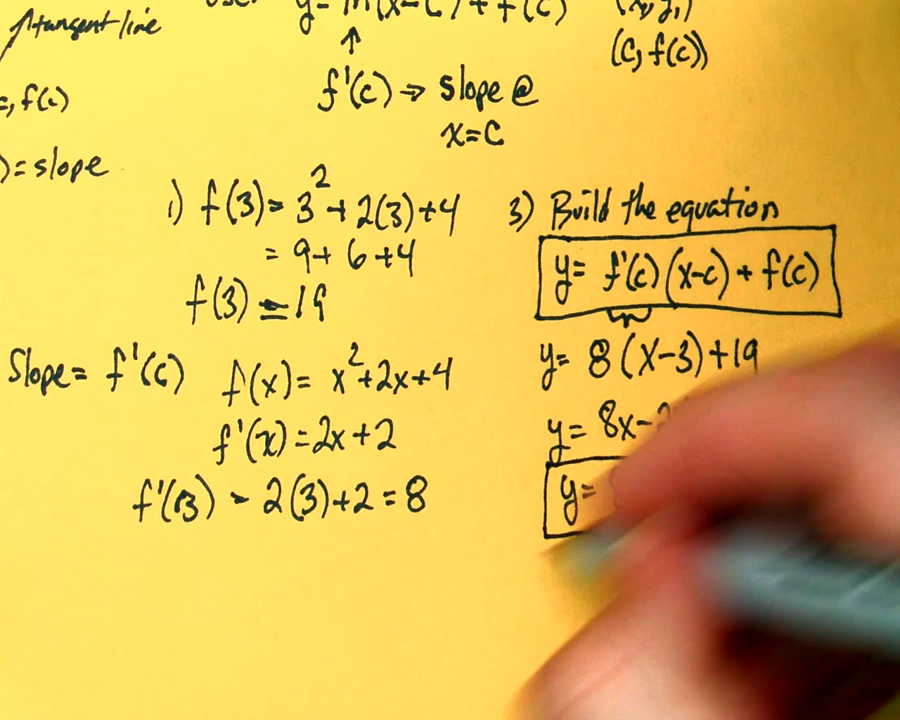 tangent line
y= m(x-c) + f(c)
(c, f(c))
c, f(c)
f'(c) ⇒ slope @
x=c
)= slope
1) f(3)= 3²+2(3)+4
= 9+6+4
f(3) = 19
Slope= f'(c)
f(x)= x²+2x+4
f'(x)=2x+2
f'(3) - 2(3)+2=8
3) Build the equation
y= f'(c)(x-c)+f(c)
y= 8(x-3)+19
y= 8x-2
y=